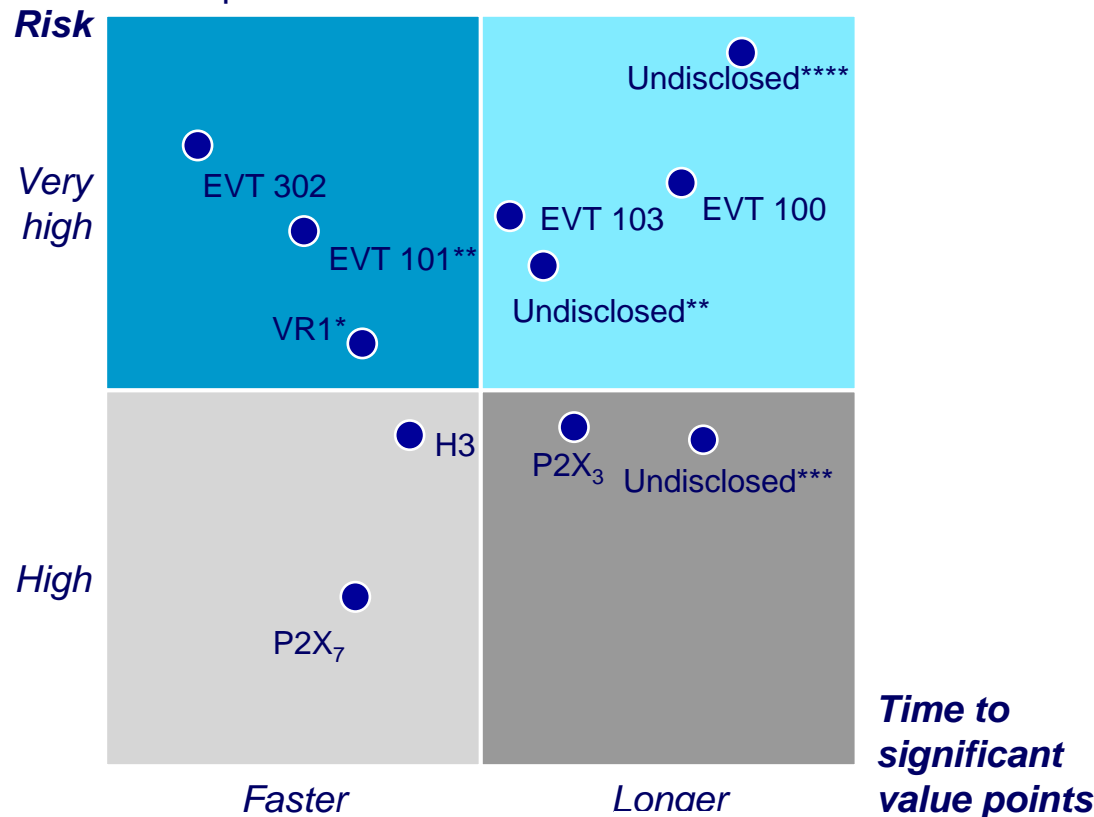 Risk
Undisclosed****
Very
high
EVT 302
EVT 100
EVT 103
EVT 101**
Undisclosed**
VR1*
H3
P2X₃
Undisclosed***
High
P2X₇
Time to
significant
value points
Faster
Longer